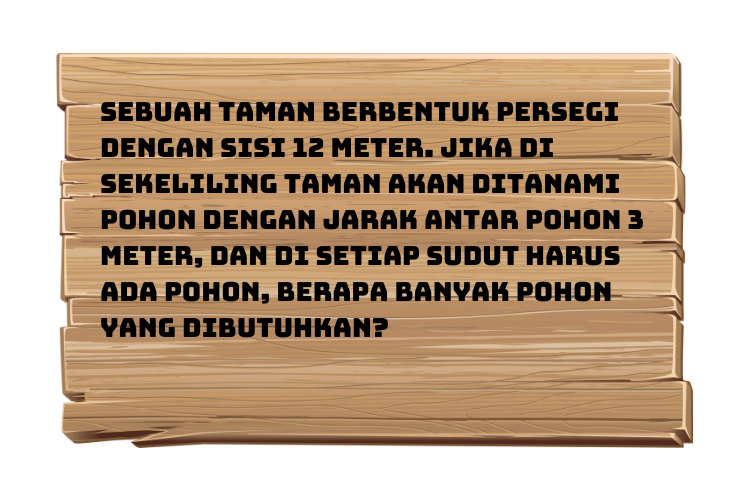 SEBUAH TAMAN BERBENTUK PERSEGI
DENGAN SISI 12 METER. JIKA DI
SEKELILING TAMAN AKAN DITANAMI
POHON DENGAN JARAK ANTAR POHON 3
METER, DAN DI SETIAP SUDUT HARUS
ADA POHON, BERAPA BANYAK POHON
YANG DIBUTUHKAN?